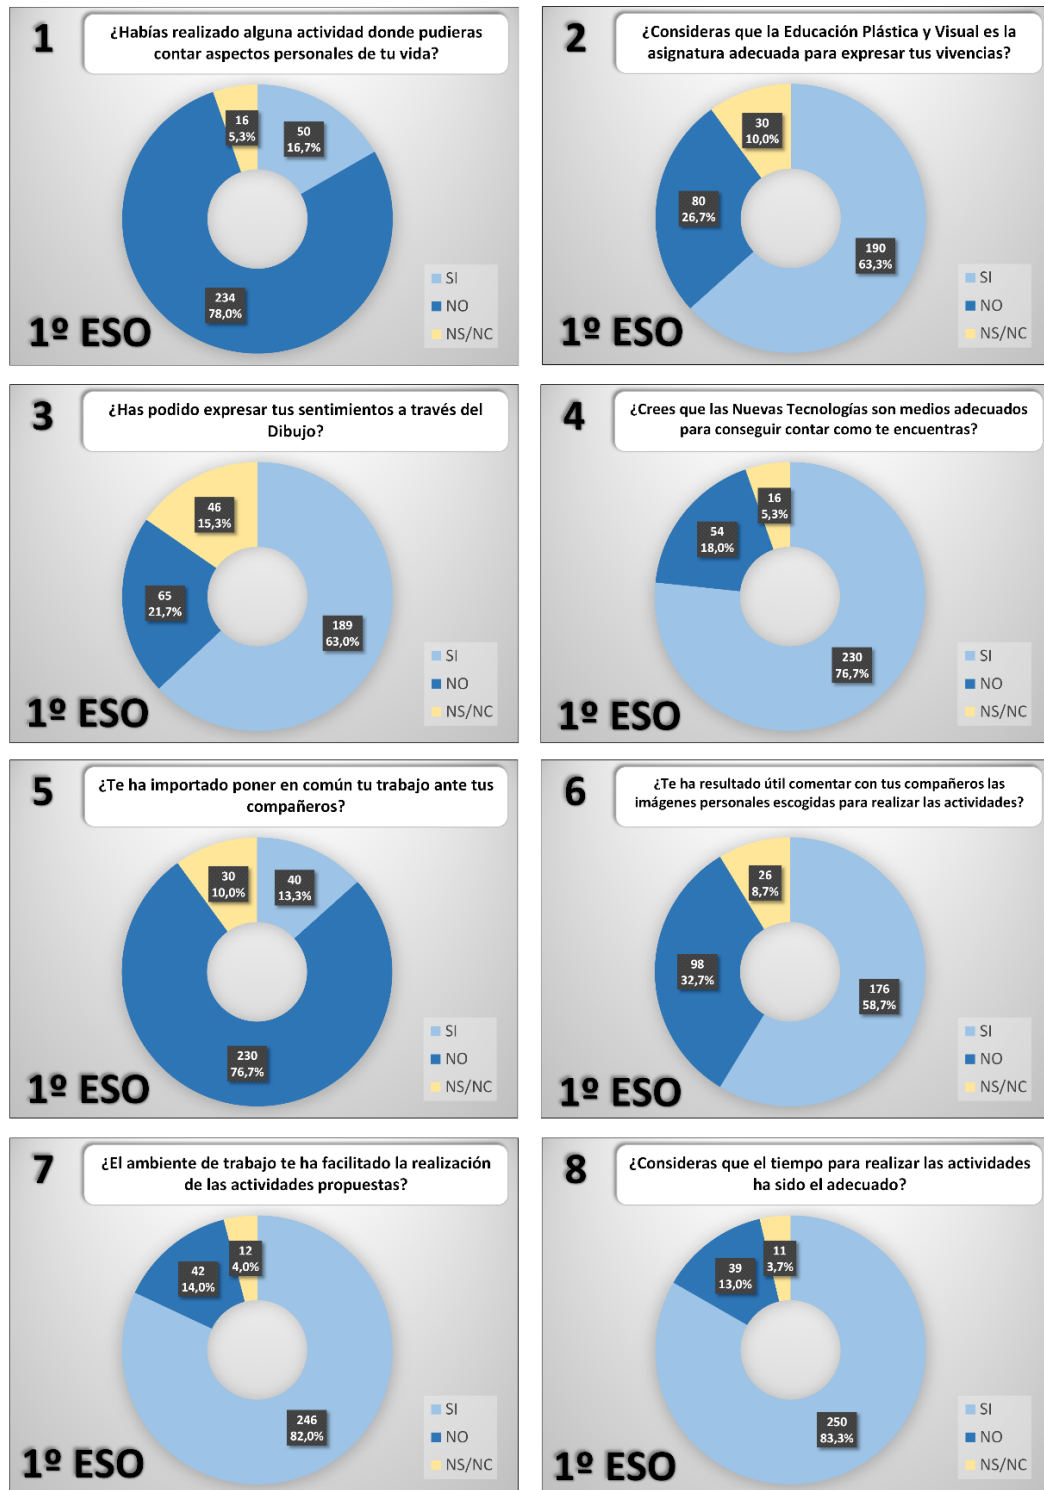 1
¿Habías realizado alguna actividad donde pudieras
contar aspectos personales de tu vida?
16
5,3%
50
16,7%
234
78,0%
SI
NO
NS/NC
1º ESO
2
¿Consideras que la Educación Plástica y Visual es la
asignatura adecuada para expresar tus vivencias?
30
10,0%
80
26,7%
190
63,3%
SI
NO
NS/NC
1º ESO
3
¿Has podido expresar tus sentimientos a través del
Dibujo?
46
15,3%
65
21,7%
189
63,0%
SI
NO
NS/NC
1º ESO
4
¿Crees que las Nuevas Tecnologías son medios adecuados
para conseguir contar como te encuentras?
16
5,3%
54
18,0%
230
76,7%
SI
NO
NS/NC
1º ESO
5
¿Te ha importado poner en común tu trabajo ante tus
compañeros?
30
10,0%
40
13,3%
230
76,7%
SI
NO
NS/NC
1º ESO
6
¿Te ha resultado útil comentar con tus compañeros las
imágenes personales escogidas para realizar las actividades?
26
8,7%
98
32,7%
176
58,7%
SI
NO
NS/NC
1º ESO
7
¿El ambiente de trabajo te ha facilitado la realización
de las actividades propuestas?
12
4,0%
42
14,0%
246
82,0%
SI
NO
NS/NC
1º ESO
8
¿Consideras que el tiempo para realizar las actividades
ha sido el adecuado?
11
3,7%
39
13,0%
250
83,3%
SI
NO
NS/NC
1º ESO